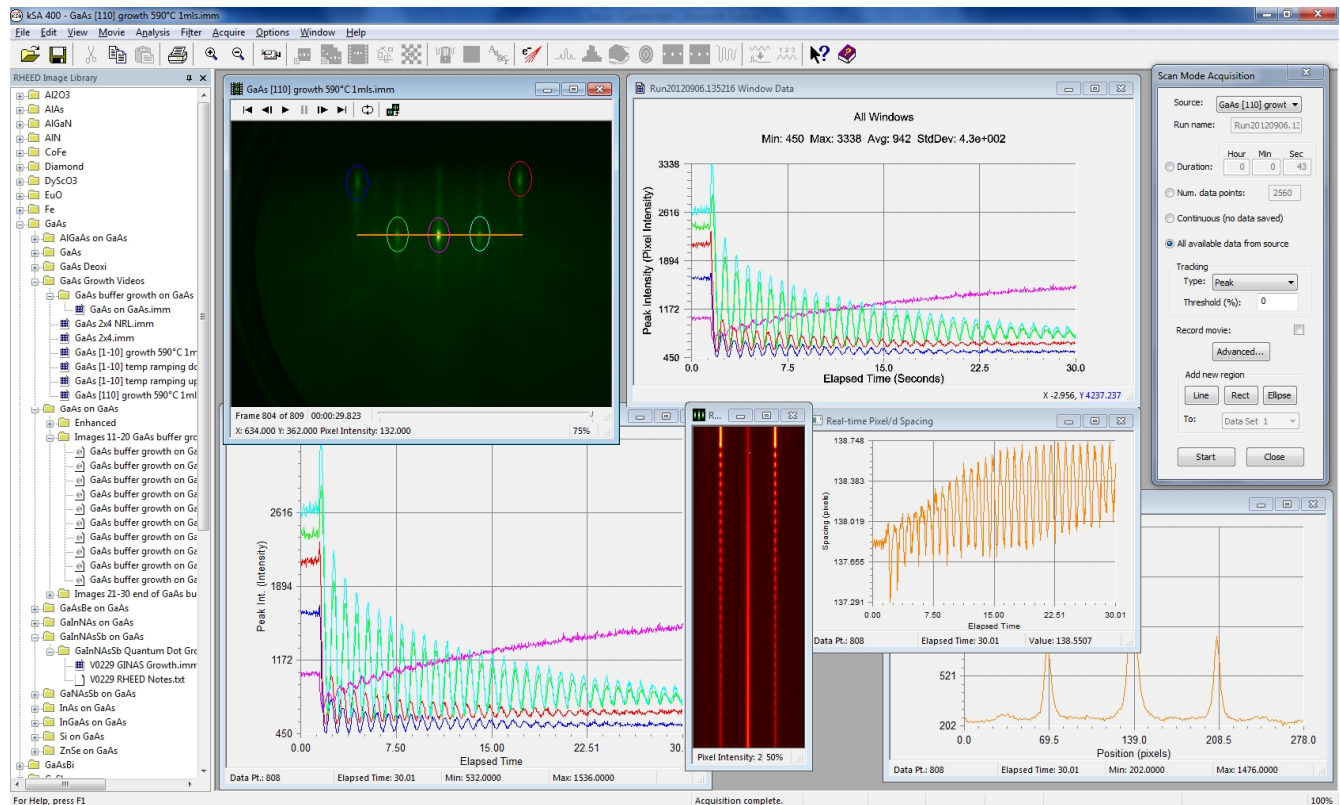 kSA 400 - GaAs [110] growth 590°C 1mls.imm
File Edit View Movie Analysis Filter Acquire Options Window Help
RHEED Image Library
Al2O3
AlAs
AlGaN
AlN
CoFe
Diamond
DyScO3
EuO
Fe
GaAs
AlGaAs on GaAs
GaAs
GaAs Deoxi
GaAs Growth Videos
GaAs buffer growth on GaAs
GaAs on GaAs.imm
GaAs 2x4 NRL.imm
GaAs 2x4.imm
GaAs [1-10] growth 590°C 1m
GaAs [1-10] temp ramping dc
GaAs [1-10] temp ramping up
GaAs [110] growth 590°C 1ml
GaAs on GaAs
Enhanced
Images 11-20 GaAs buffer grc
GaAs buffer growth on Ga
GaAs buffer growth on Ga
GaAs buffer growth on Ga
GaAs buffer growth on Ga
GaAs buffer growth on Ga
GaAs buffer growth on Ga
GaAs buffer growth on Ga
GaAs buffer growth on Ga
GaAs buffer growth on Ga
GaAs buffer growth on Ga
Images 21-30 end of GaAs bu
GaAsBe on GaAs
GaInNAs on GaAs
GaInNAsSb on GaAs
GaInNAsSb Quantum Dot Grc
V0229 GINAS Growth.imm
V0229 RHEED Notes.txt
GaNAsSb on GaAs
InAs on GaAs
InGaAs on GaAs
Si on GaAs
ZnSe on GaAs
GaAsBi
GaAs [110] growth 590°C 1mls.imm
Frame 804 of 809 00:00:29.823
X: 634.000 Y: 362.000 Pixel Intensity: 132.000 75%
Run20120906.135216 Window Data
All Windows
Min: 450 Max: 3338 Avg: 942 StdDev: 4.3e+002
Peak Intensity (Pixel Intensity)
3338
2616
1894
1172
450
0.0 7.5 15.0 22.5 30.0
Elapsed Time (Seconds)
X -2.956, Y 4237.237
Scan Mode Acquisition
Source: GaAs [110] growt
Run name: Run20120906.13
Hour Min Sec
Duration: 0 0 43
Num. data points: 2560
Continuous (no data saved)
All available data from source
Tracking
Type: Peak
Threshold (%): 0
Record movie:
Advanced...
Add new region
Line Rect Ellipse
To: Data Set 1
Start Close
Peak Int. (Intensity)
2616
1894
1172
450
0.00 7.50 15.00 22.51 30.
Elapsed Time
Data Pt.: 808 Elapsed Time: 30.01 Min: 532.0000 Max: 1536.0000
R...
Pixel Intensity: 2 50%
Real-time Pixel/d Spacing
Spacing (pixels)
138.748
138.383
138.019
137.655
137.291
0.00 7.50 15.00 22.51 30.01
Elapsed Time
Data Pt.: 808 Elapsed Time: 30.01 Value: 138.5507
521
202
0.0 69.5 139.0 208.5 278.0
Position (pixels)
Data Pt.: 808 Elapsed Time: 30.01 Min: 202.0000 Max: 1476.0000
For Help, press F1 Acquisition complete. 100%